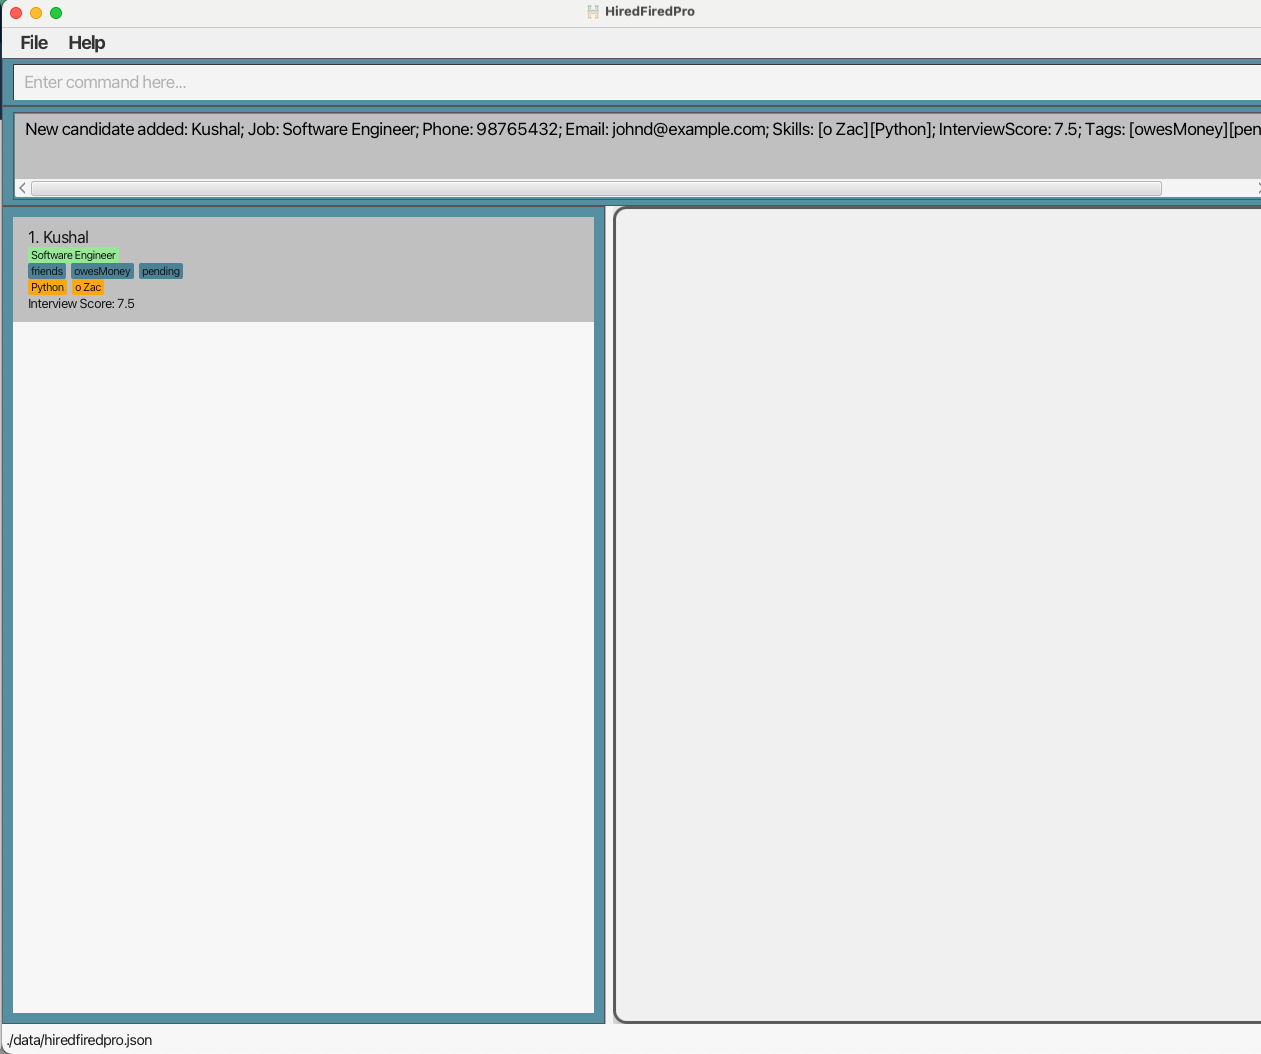 HiredFiredPro
File Help
Enter command here...
New candidate added: Kushal; Job: Software Engineer; Phone: 98765432; Email: johnd@example.com; Skills: [o Zac][Python]; InterviewScore: 7.5; Tags: [owesMoney][pen
1. Kushal
Software Engineer
friends owesMoney pending
Python o Zac
Interview Score: 7.5
./data/hiredfiredpro.json